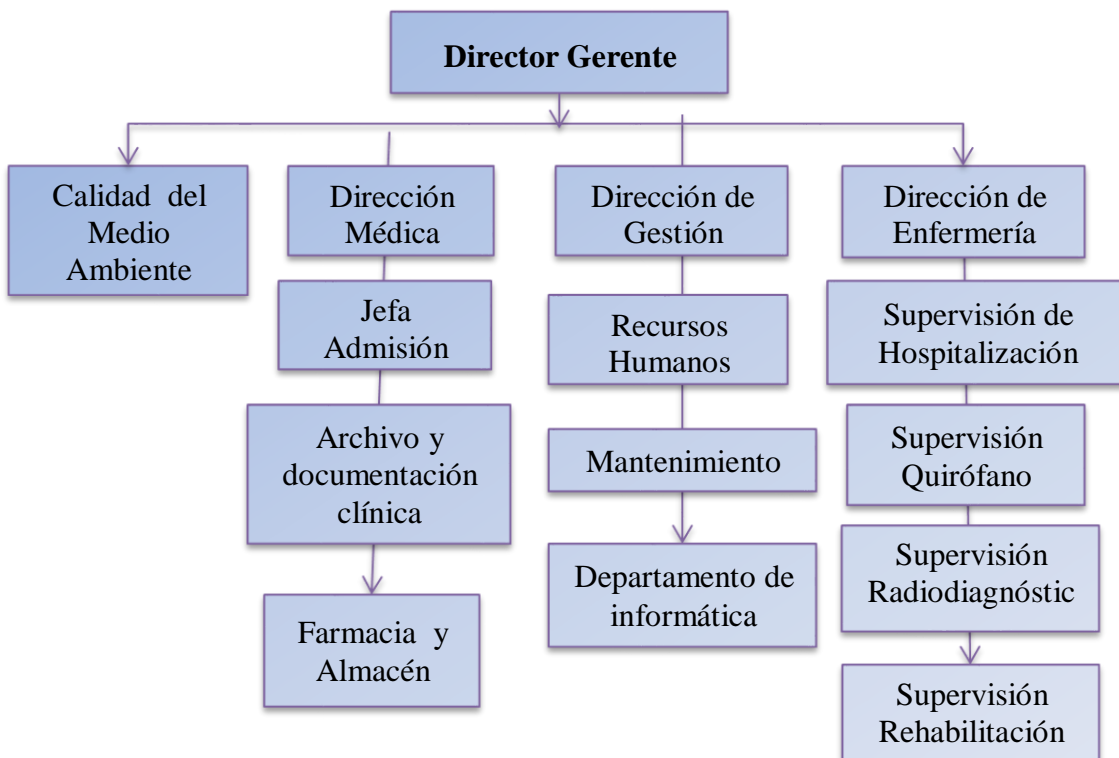 Director Gerente
Calidad del
Medio
Ambiente
Dirección
Médica
Dirección de
Gestión
Dirección de
Enfermería
Jefa
Admisión
Recursos
Humanos
Supervisión de
Hospitalización
Archivo y
documentación
clínica
Mantenimiento
Supervisión
Quirófano
Departamento de
informática
Supervisión
Radiodiagnóstic
Farmacia y
Almacén
Supervisión
Rehabilitación